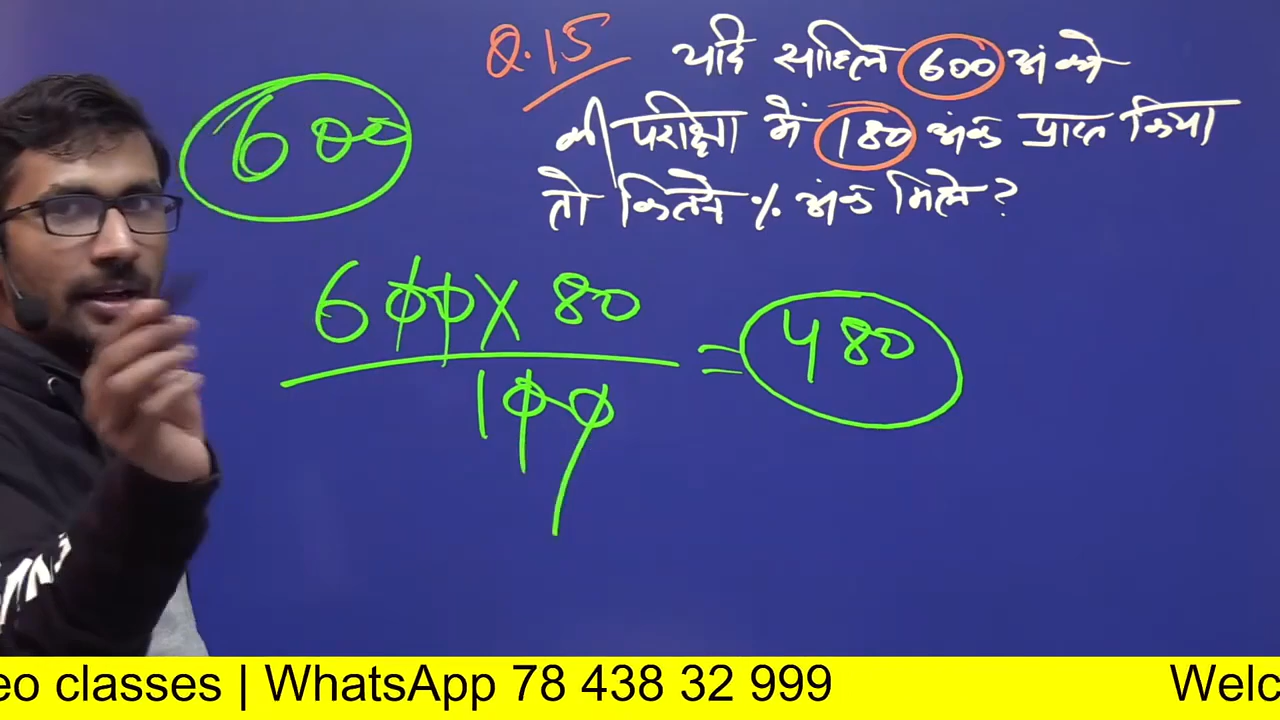 Q.15 यदि साहिल 600 अंको
की परीक्षा में 180 अंक प्राप्त किया
तो कितने % अंक मिले ?
600
600 X 80
100
= 480
eo classes | WhatsApp 78 438 32 999
Welc